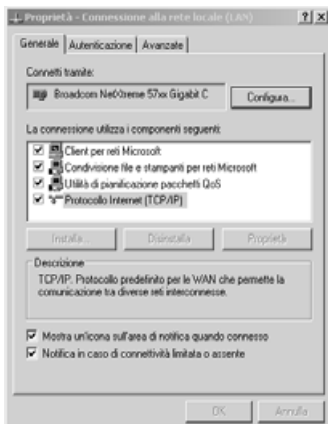 Proprietà - Connessione alla rete locale (LAN)
Generale Autenticazione Avanzate
Connetti tramite:
Broadcom NetXtreme 57xx Gigabit C
Configura...
La connessione utilizza i componenti seguenti:
Client per reti Microsoft
Condivisione file e stampanti per reti Microsoft
Utilità di pianificazione pacchetti QoS
Protocollo Internet (TCP/IP)
Installa... Disinstalla Proprietà
Descrizione
TCP/IP. Protocollo predefinito per le WAN che permette la
comunicazione tra diverse reti interconnesse.
Mostra un'icona sull'area di notifica quando connesso
Notifica in caso di connettività limitata o assente
OK Annulla